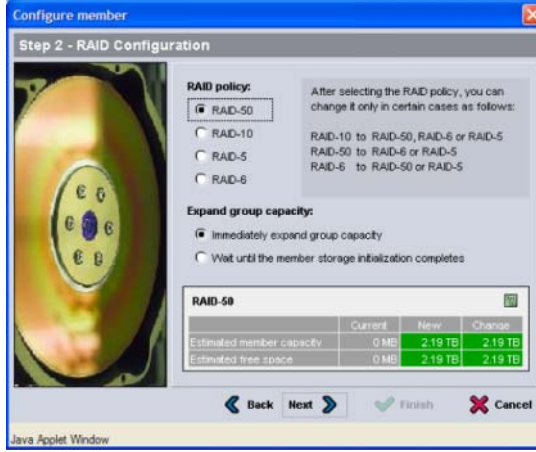 Configure member
Step 2 - RAID Configuration
RAID policy:
RAID-50
RAID-10
RAID-5
RAID-6
After selecting the RAID policy, you can
change it only in certain cases as follows:
RAID-10 to RAID-50, RAID-6 or RAID-5
RAID-50 to RAID-6 or RAID-5
RAID-6 to RAID-50 or RAID-5
Expand group capacity:
Immediately expand group capacity
Wait until the member storage initialization completes
RAID-50
Current New Change
Estimated member capacity 0 MB 2.19 TB 2.19 TB
Estimated free space 0 MB 2.19 TB 2.19 TB
Back Next Finish Cancel
Java Applet Window